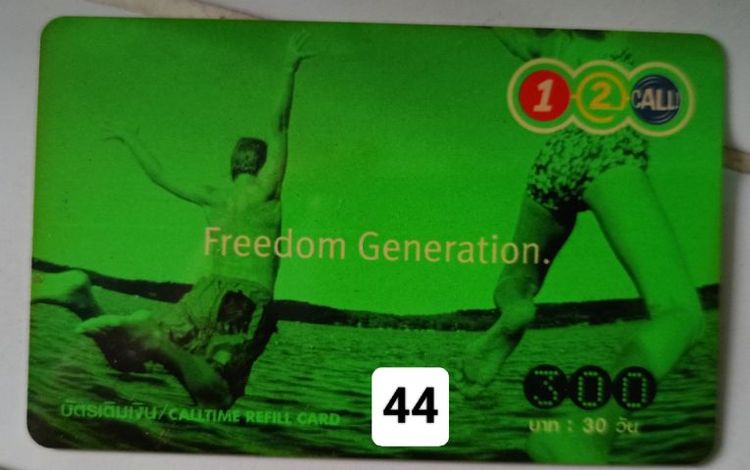 1 2 CALL!
Freedom Generation.
300
บัตรเติมเงิน/CALLTIME REFILL CARD
44
บาท : 30 วัน